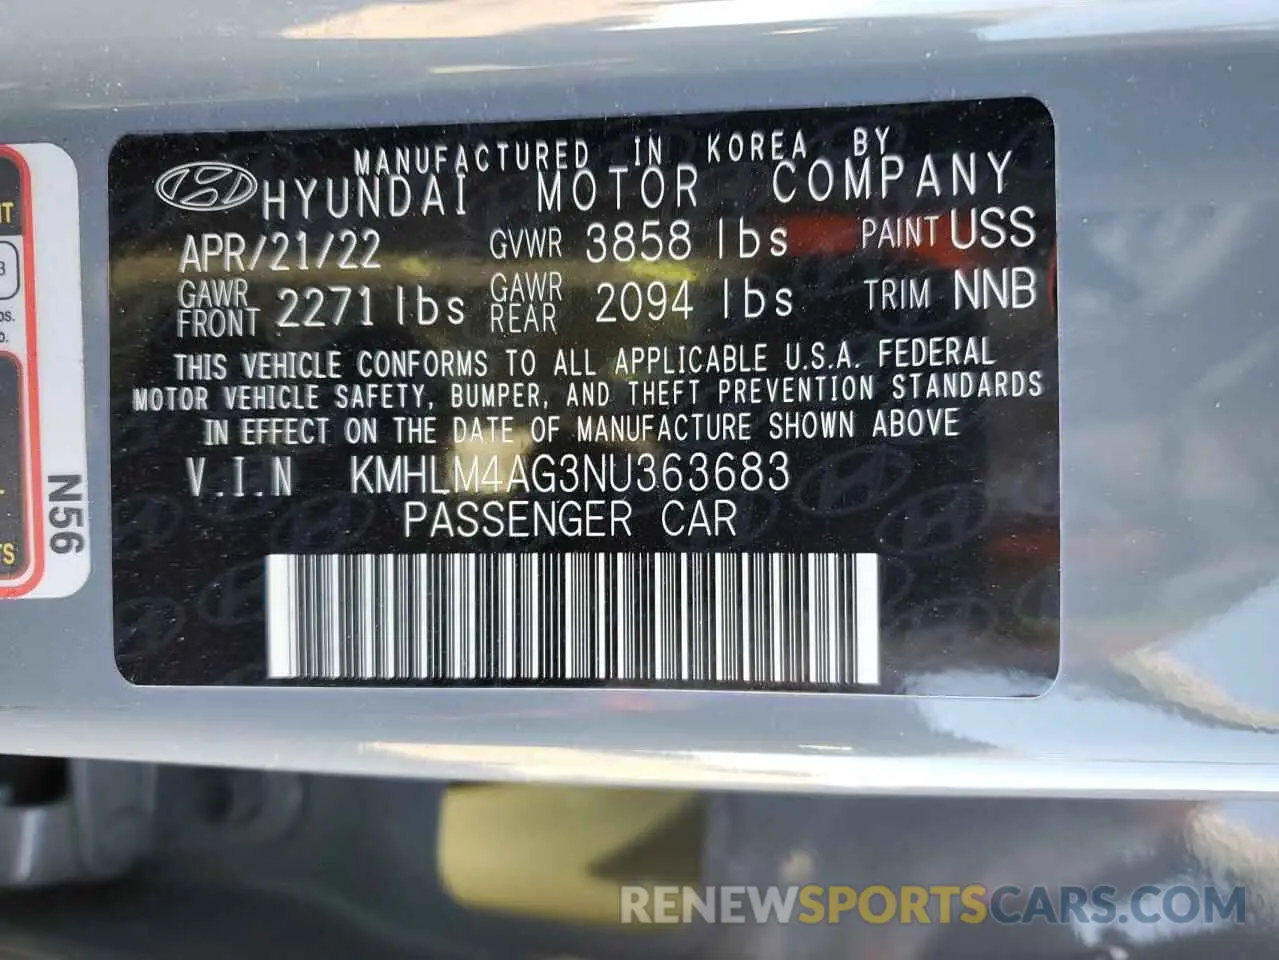 MANUFACTURED IN KOREA BY
HYUNDAI MOTOR COMPANY
APR/21/22 GVWR 3858 lbs PAINT USS
GAWR FRONT 2271 lbs GAWR REAR 2094 lbs TRIM NNB
THIS VEHICLE CONFORMS TO ALL APPLICABLE U.S.A. FEDERAL
MOTOR VEHICLE SAFETY, BUMPER, AND THEFT PREVENTION STANDARDS
IN EFFECT ON THE DATE OF MANUFACTURE SHOWN ABOVE
V.I.N KMHLM4AG3NU363683
PASSENGER CAR
N56
RENEWSPORTSCARS.COM